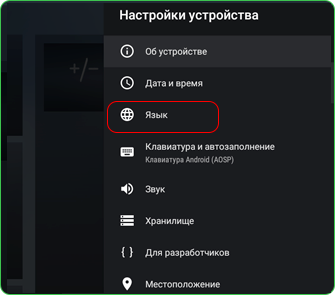 Настройки устройства
Об устройстве
Дата и время
Язык
Клавиатура и автозаполнение
Клавиатура Android (AOSP)
Звук
Хранилище
Для разработчиков
Местоположение